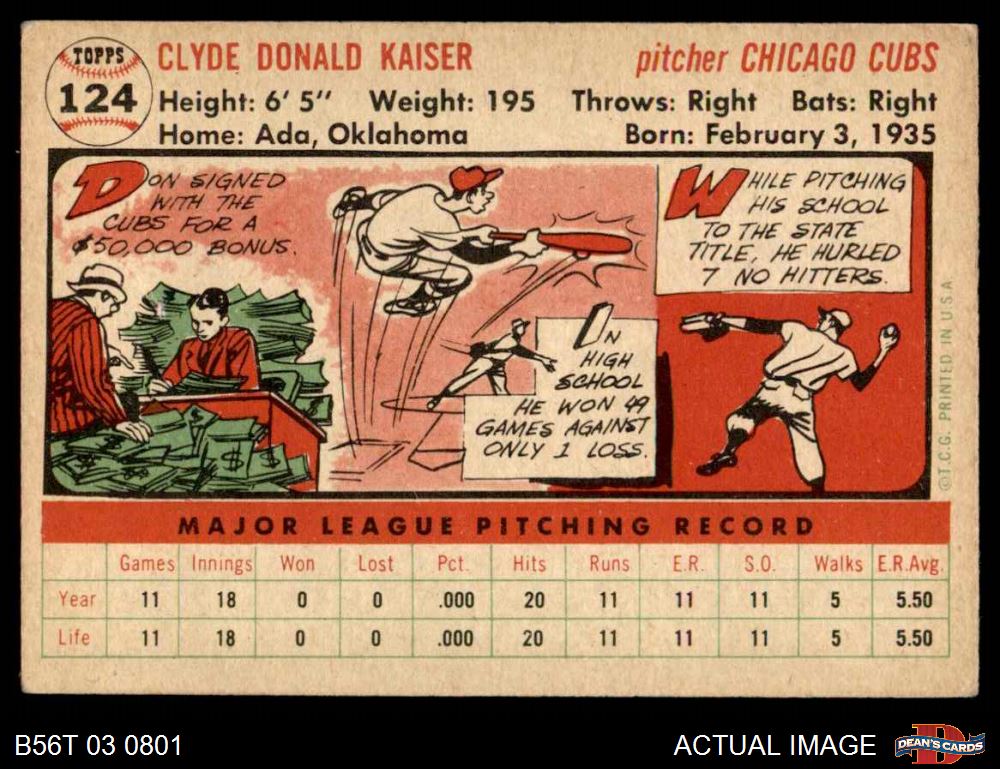 TOPPS
124
CLYDE DONALD KAISER
pitcher CHICAGO CUBS
Height: 6' 5" Weight: 195 Throws: Right Bats: Right
Home: Ada, Oklahoma
Born: February 3, 1935
DON SIGNED
WITH THE
CUBS FOR A
$50,000 BONUS.
IN
HIGH
SCHOOL
HE WON 49
GAMES AGAINST
ONLY 1 LOSS.
WHILE PITCHING
HIS SCHOOL
TO THE STATE
TITLE, HE HURLED
7 NO HITTERS.
© T.C.G. PRINTED IN U.S.A
MAJOR LEAGUE PITCHING RECORD
Games Innings Won Lost Pct. Hits Runs E.R. S.O. Walks E.R.Avg.
Year 11 18 0 0 .000 20 11 11 11 5 5.50
Life 11 18 0 0 .000 20 11 11 11 5 5.50
B56T 03 0801
ACTUAL IMAGE
D
DEAN'S CARDS